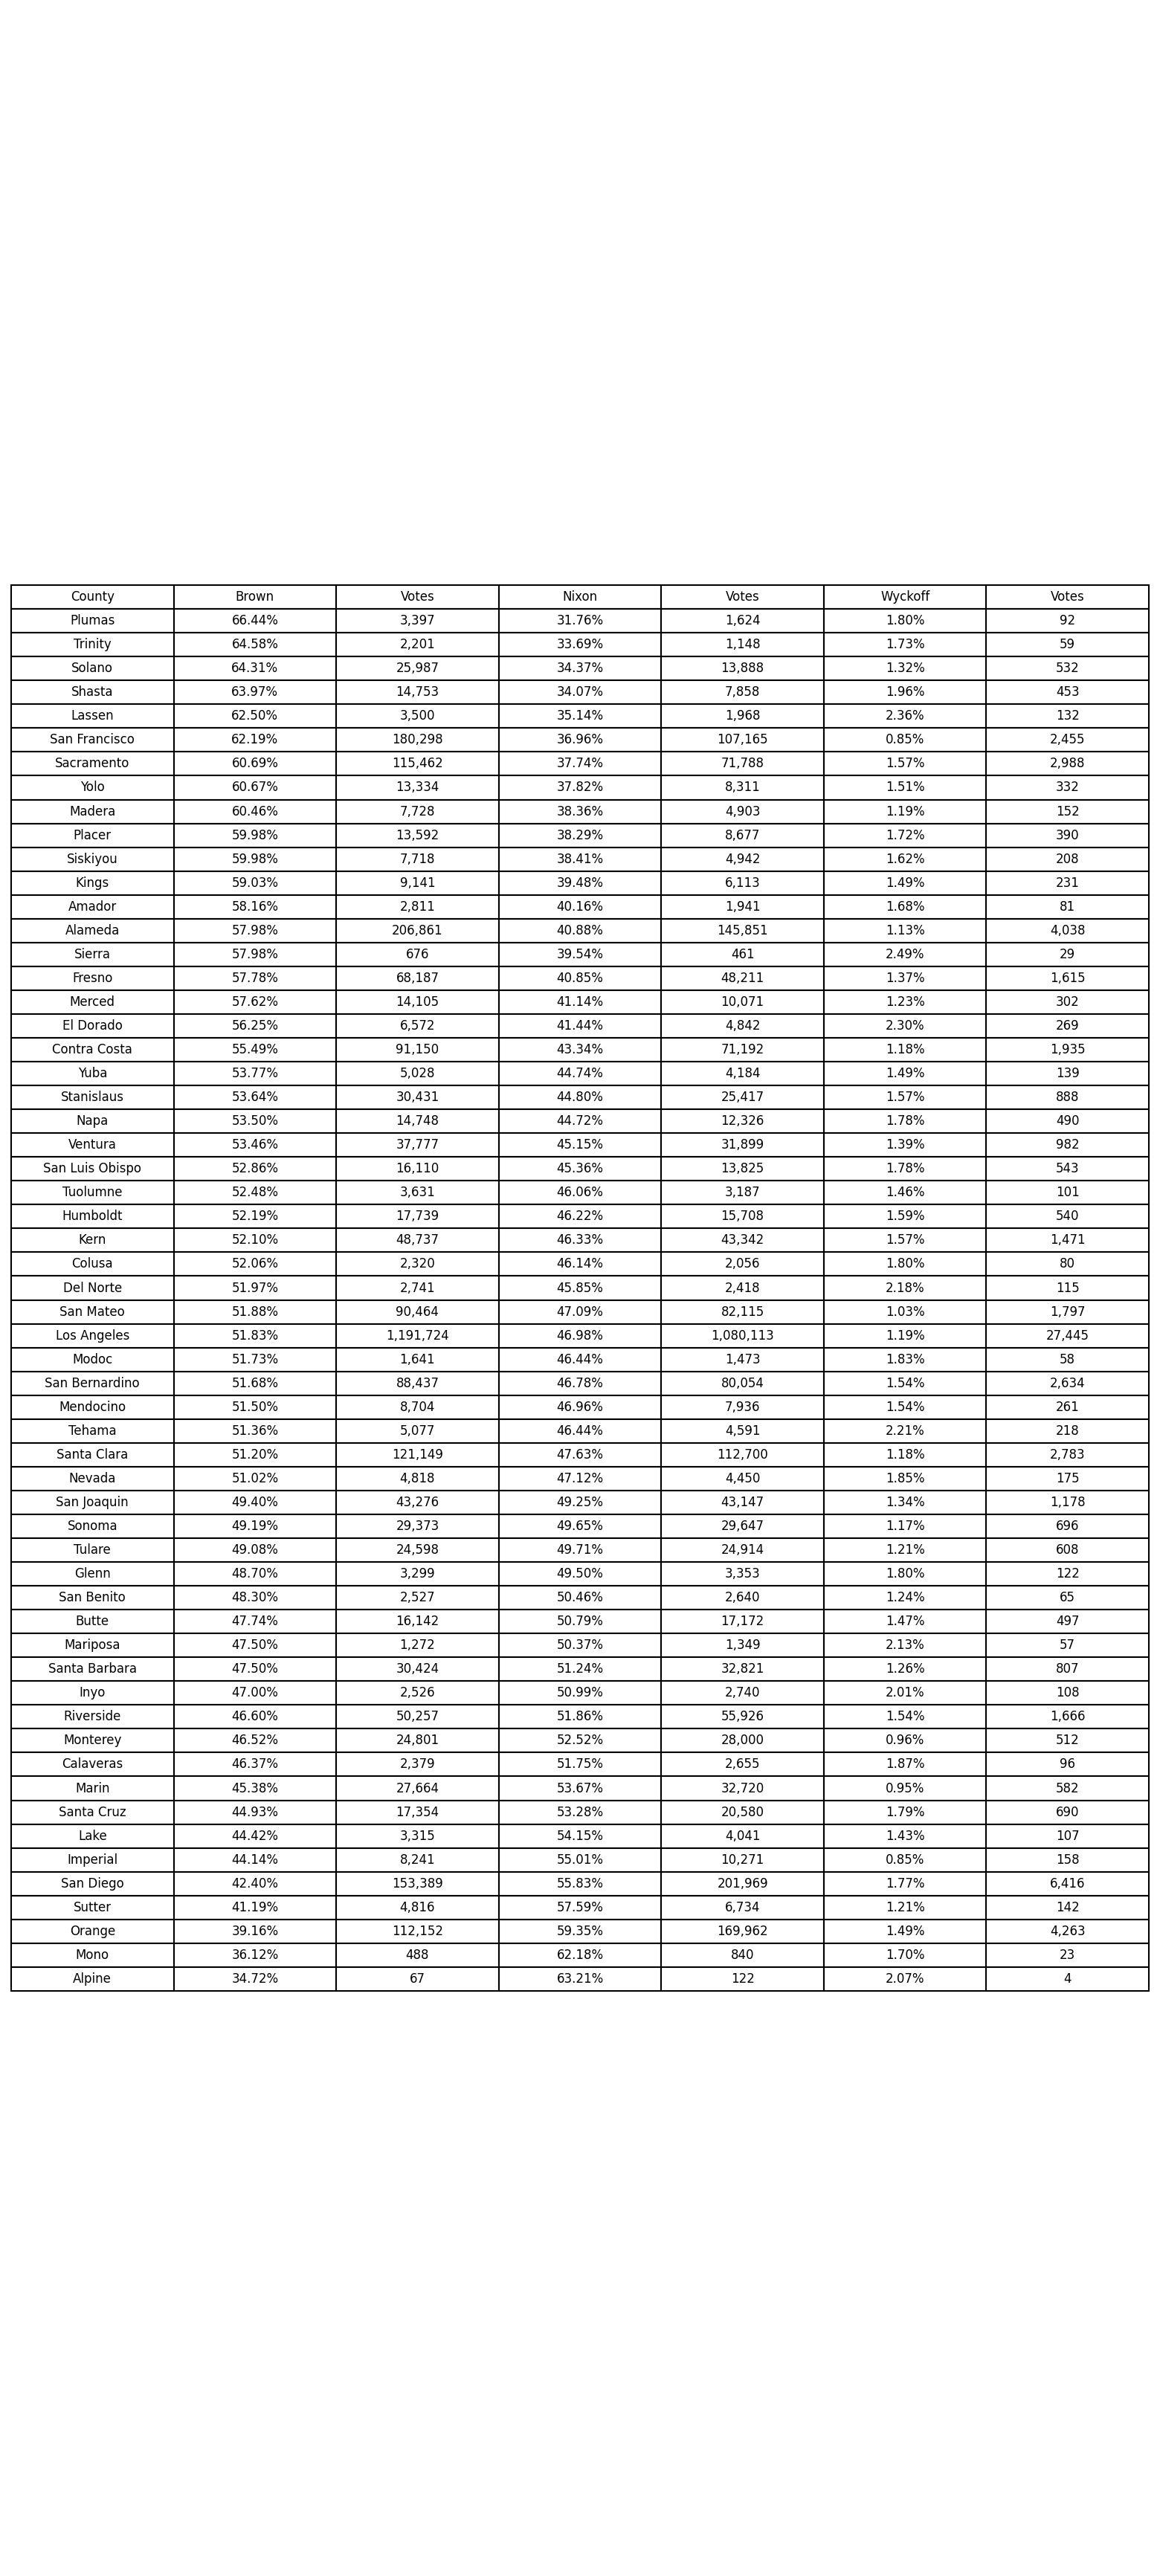 County Brown Votes Nixon Votes Wyckoff Votes
Plumas 66.44% 3,397 31.76% 1,624 1.80% 92
Trinity 64.58% 2,201 33.69% 1,148 1.73% 59
Solano 64.31% 25,987 34.37% 13,888 1.32% 532
Shasta 63.97% 14,753 34.07% 7,858 1.96% 453
Lassen 62.50% 3,500 35.14% 1,968 2.36% 132
San Francisco 62.19% 180,298 36.96% 107,165 0.85% 2,455
Sacramento 60.69% 115,462 37.74% 71,788 1.57% 2,988
Yolo 60.67% 13,334 37.82% 8,311 1.51% 332
Madera 60.46% 7,728 38.36% 4,903 1.19% 152
Placer 59.98% 13,592 38.29% 8,677 1.72% 390
Siskiyou 59.98% 7,718 38.41% 4,942 1.62% 208
Kings 59.03% 9,141 39.48% 6,113 1.49% 231
Amador 58.16% 2,811 40.16% 1,941 1.68% 81
Alameda 57.98% 206,861 40.88% 145,851 1.13% 4,038
Sierra 57.98% 676 39.54% 461 2.49% 29
Fresno 57.78% 68,187 40.85% 48,211 1.37% 1,615
Merced 57.62% 14,105 41.14% 10,071 1.23% 302
El Dorado 56.25% 6,572 41.44% 4,842 2.30% 269
Contra Costa 55.49% 91,150 43.34% 71,192 1.18% 1,935
Yuba 53.77% 5,028 44.74% 4,184 1.49% 139
Stanislaus 53.64% 30,431 44.80% 25,417 1.57% 888
Napa 53.50% 14,748 44.72% 12,326 1.78% 490
Ventura 53.46% 37,777 45.15% 31,899 1.39% 982
San Luis Obispo 52.86% 16,110 45.36% 13,825 1.78% 543
Tuolumne 52.48% 3,631 46.06% 3,187 1.46% 101
Humboldt 52.19% 17,739 46.22% 15,708 1.59% 540
Kern 52.10% 48,737 46.33% 43,342 1.57% 1,471
Colusa 52.06% 2,320 46.14% 2,056 1.80% 80
Del Norte 51.97% 2,741 45.85% 2,418 2.18% 115
San Mateo 51.88% 90,464 47.09% 82,115 1.03% 1,797
Los Angeles 51.83% 1,191,724 46.98% 1,080,113 1.19% 27,445
Modoc 51.73% 1,641 46.44% 1,473 1.83% 58
San Bernardino 51.68% 88,437 46.78% 80,054 1.54% 2,634
Mendocino 51.50% 8,704 46.96% 7,936 1.54% 261
Tehama 51.36% 5,077 46.44% 4,591 2.21% 218
Santa Clara 51.20% 121,149 47.63% 112,700 1.18% 2,783
Nevada 51.02% 4,818 47.12% 4,450 1.85% 175
San Joaquin 49.40% 43,276 49.25% 43,147 1.34% 1,178
Sonoma 49.19% 29,373 49.65% 29,647 1.17% 696
Tulare 49.08% 24,598 49.71% 24,914 1.21% 608
Glenn 48.70% 3,299 49.50% 3,353 1.80% 122
San Benito 48.30% 2,527 50.46% 2,640 1.24% 65
Butte 47.74% 16,142 50.79% 17,172 1.47% 497
Mariposa 47.50% 1,272 50.37% 1,349 2.13% 57
Santa Barbara 47.50% 30,424 51.24% 32,821 1.26% 807
Inyo 47.00% 2,526 50.99% 2,740 2.01% 108
Riverside 46.60% 50,257 51.86% 55,926 1.54% 1,666
Monterey 46.52% 24,801 52.52% 28,000 0.96% 512
Calaveras 46.37% 2,379 51.75% 2,655 1.87% 96
Marin 45.38% 27,664 53.67% 32,720 0.95% 582
Santa Cruz 44.93% 17,354 53.28% 20,580 1.79% 690
Lake 44.42% 3,315 54.15% 4,041 1.43% 107
Imperial 44.14% 8,241 55.01% 10,271 0.85% 158
San Diego 42.40% 153,389 55.83% 201,969 1.77% 6,416
Sutter 41.19% 4,816 57.59% 6,734 1.21% 142
Orange 39.16% 112,152 59.35% 169,962 1.49% 4,263
Mono 36.12% 488 62.18% 840 1.70% 23
Alpine 34.72% 67 63.21% 122 2.07% 4